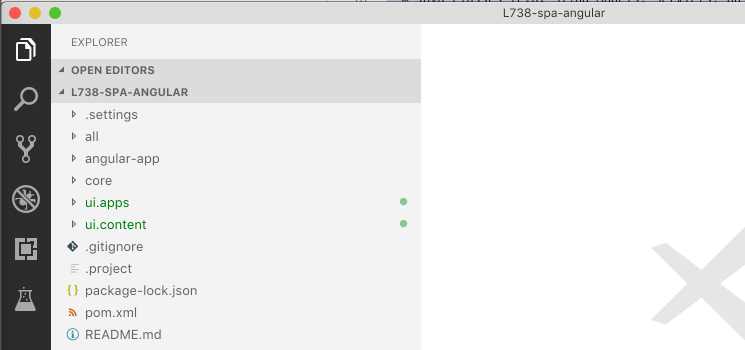 L738-spa-angular
EXPLORER
OPEN EDITORS
L738-SPA-ANGULAR
.settings
all
angular-app
core
ui.apps
ui.content
.gitignore
.project
package-lock.json
pom.xml
README.md